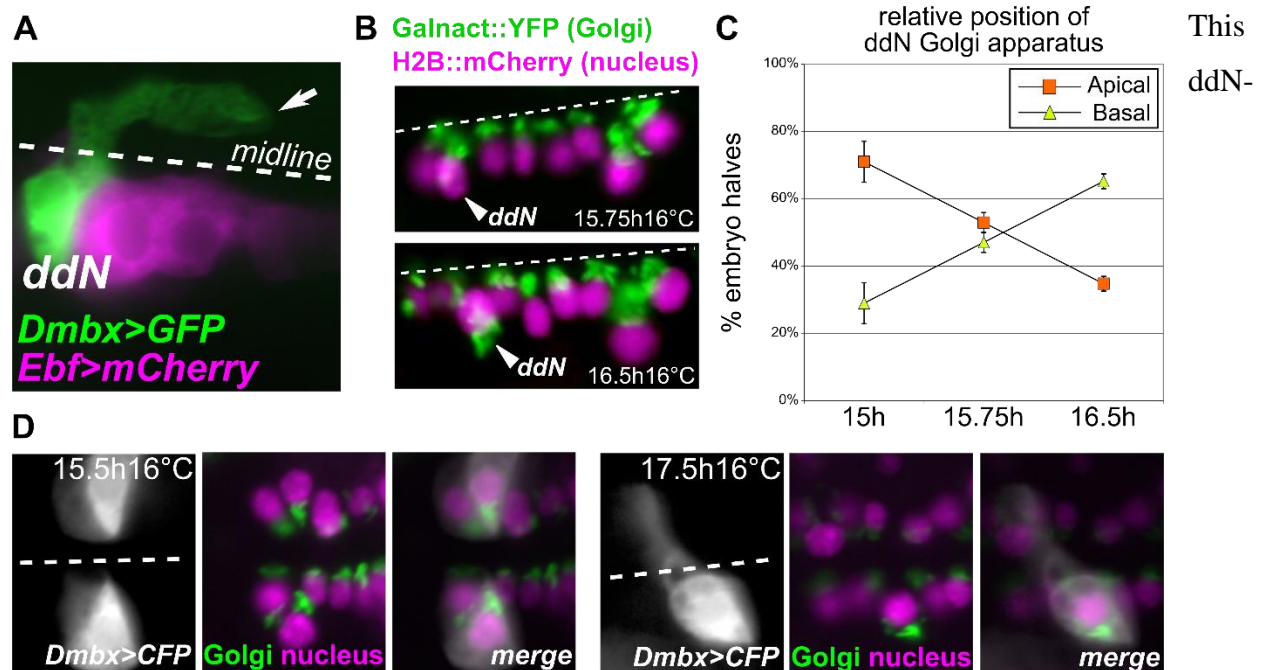 A
midline
ddN
Dmbx>GFP
Ebf>mCherry
B
Galnact::YFP (Golgi)
H2B::mCherry (nucleus)
ddN
15.75h16°C
ddN
16.5h16°C
C
relative position of
ddN Golgi apparatus
% embryo halves
100%
80%
60%
40%
20%
0%
Apical
Basal
15h
15.75h
16.5h
This
ddN-
D
15.5h16°C
Dmbx>CFP
Golgi nucleus
merge
17.5h16°C
Dmbx>CFP
Golgi nucleus
merge